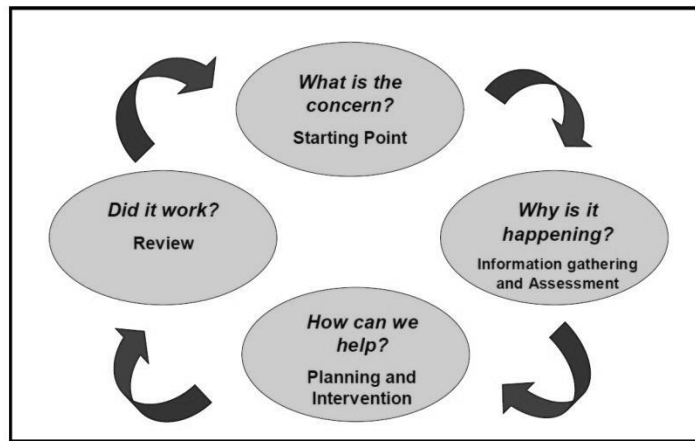 What is the
concern?
Starting Point
Why is it
happening?
Information gathering
and Assessment
How can we
help?
Planning and
Intervention
Did it work?
Review